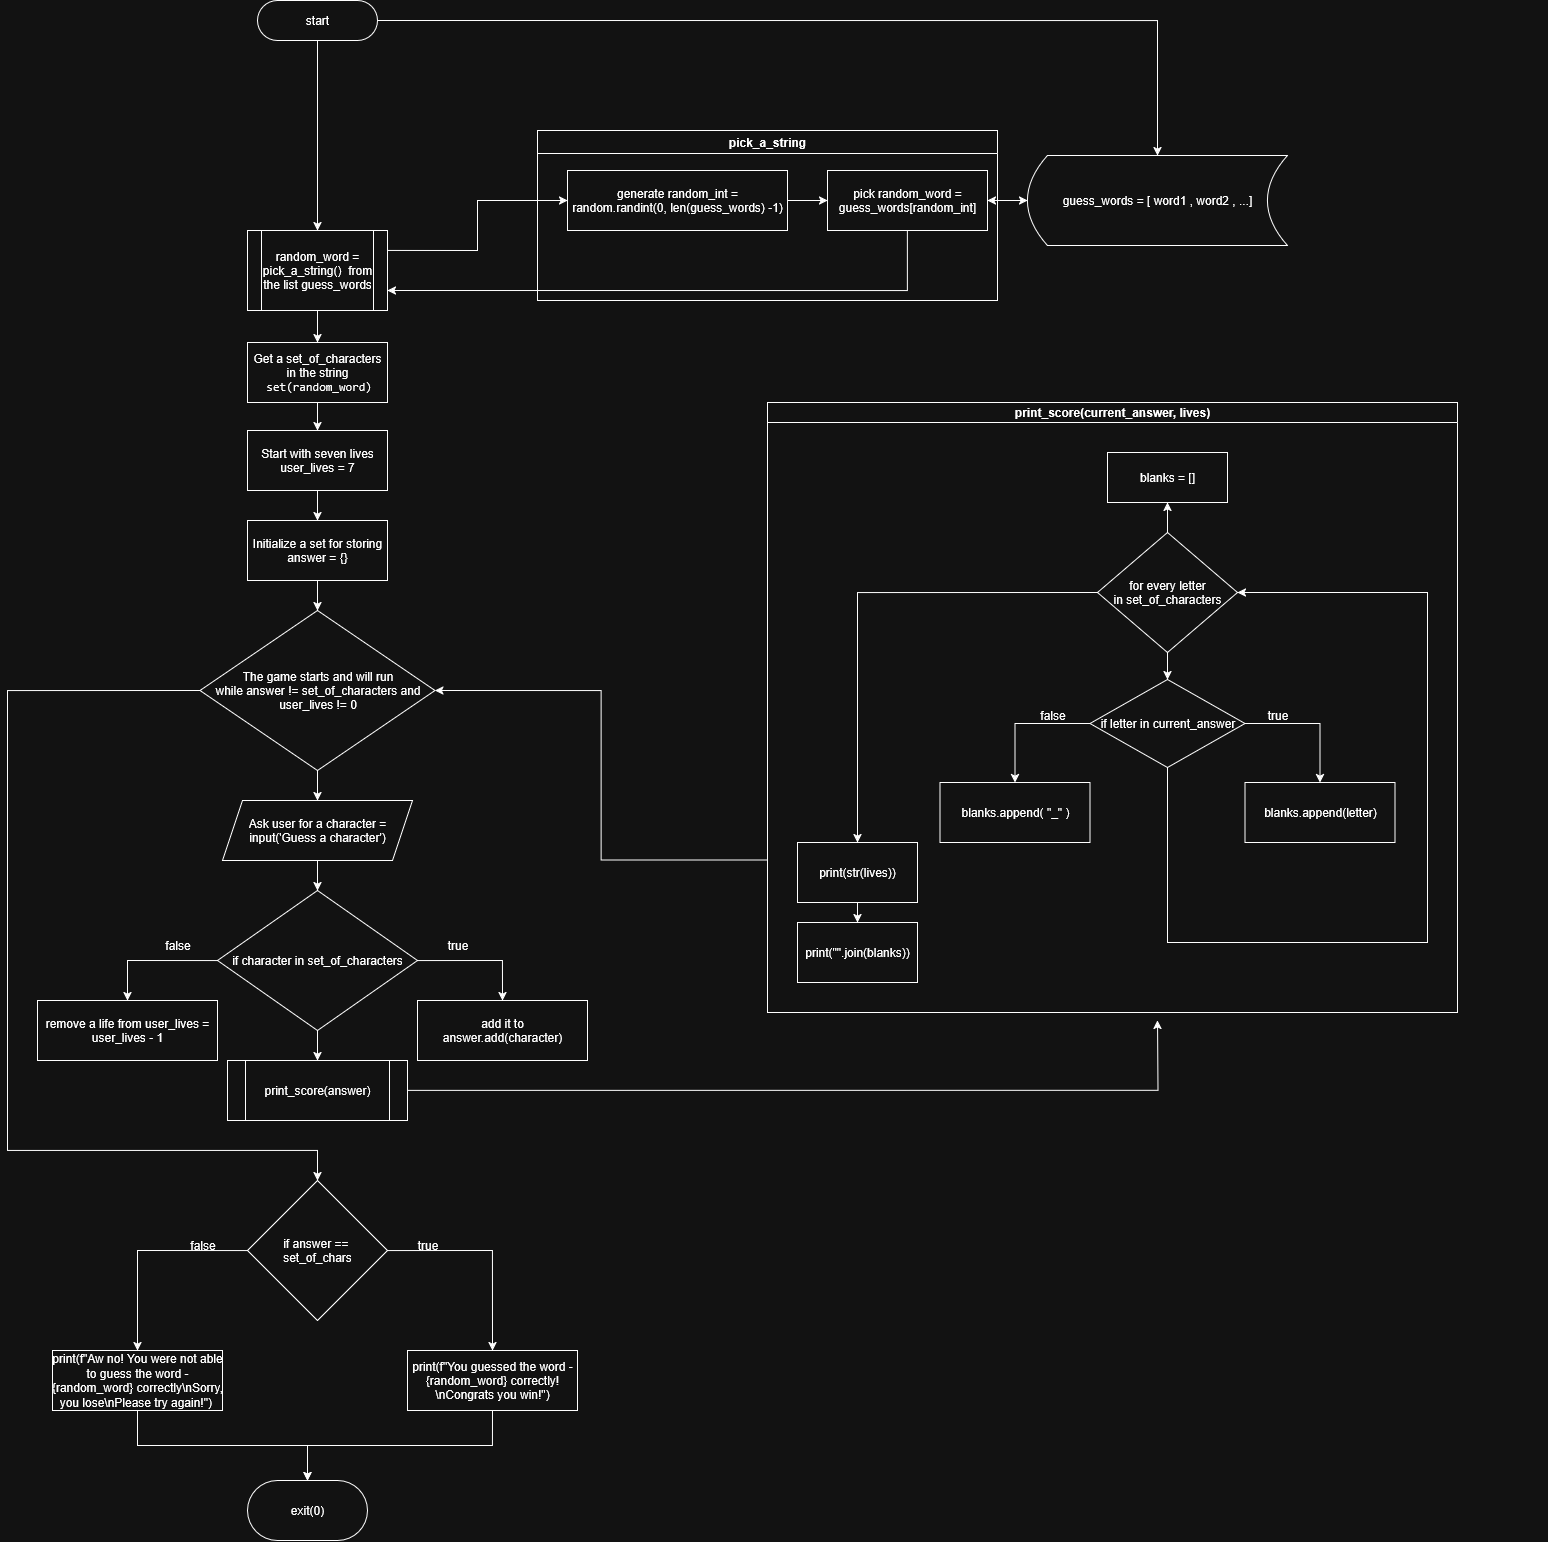 start
pick_a_string
generate random_int =
random.randint(0, len(guess_words) -1)
pick random_word =
guess_words[random_int]
guess_words = [ word1 , word2 , ...]
random_word =
pick_a_string()  from
the list guess_words
Get a set_of_characters
in the string
set(random_word)
Start with seven lives
user_lives = 7
Initialize a set for storing
answer = {}
The game starts and will run
while answer != set_of_characters and
user_lives != 0
Ask user for a character =
input('Guess a character')
if character in set_of_characters
false
true
remove a life from user_lives =
user_lives - 1
add it to
answer.add(character)
print_score(answer)
print_score(current_answer, lives)
blanks = []
for every letter
in set_of_characters
if letter in current_answer
false
true
blanks.append( "_" )
blanks.append(letter)
print(str(lives))
print("".join(blanks))
if answer ==
set_of_chars
false
true
print(f"Aw no! You were not able
to guess the word -
{random_word} correctly\nSorry,
you lose\nPlease try again!")
print(f"You guessed the word -
{random_word} correctly!
\nCongrats you win!")
exit(0)